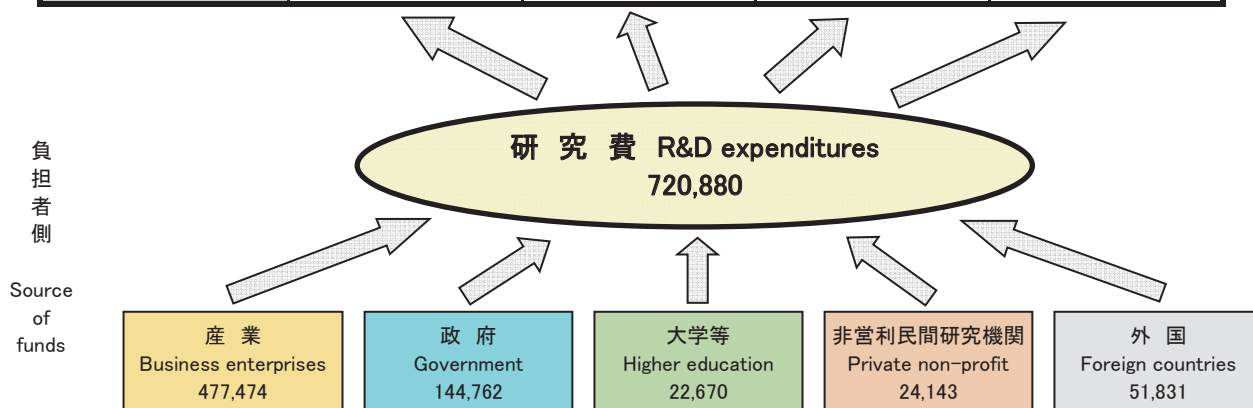 研 究 費 R&D expenditures
720,880
負担者側
Source
of
funds
産 業
Business enterprises
477,474
政 府
Government
144,762
大学等
Higher education
22,670
非営利民間研究機関
Private non-profit
24,143
外 国
Foreign countries
51,831